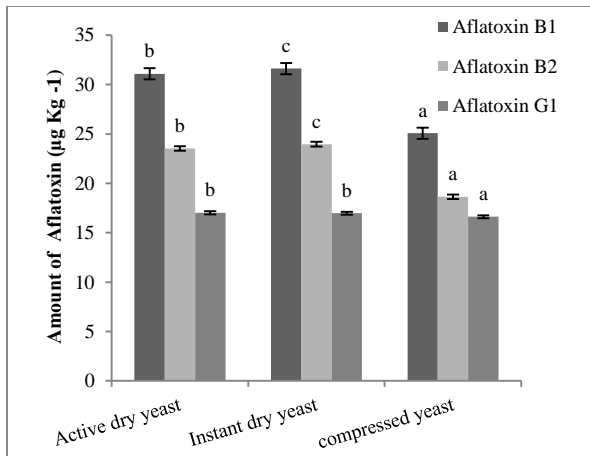 Aflatoxin B1
Aflatoxin B2
Aflatoxin G1
Amount of Aflatoxin (µg Kg -1)
35
30
25
20
15
10
5
0
b
b
b
c
c
b
a
a
a
Active dry yeast
Instant dry yeast
compressed yeast